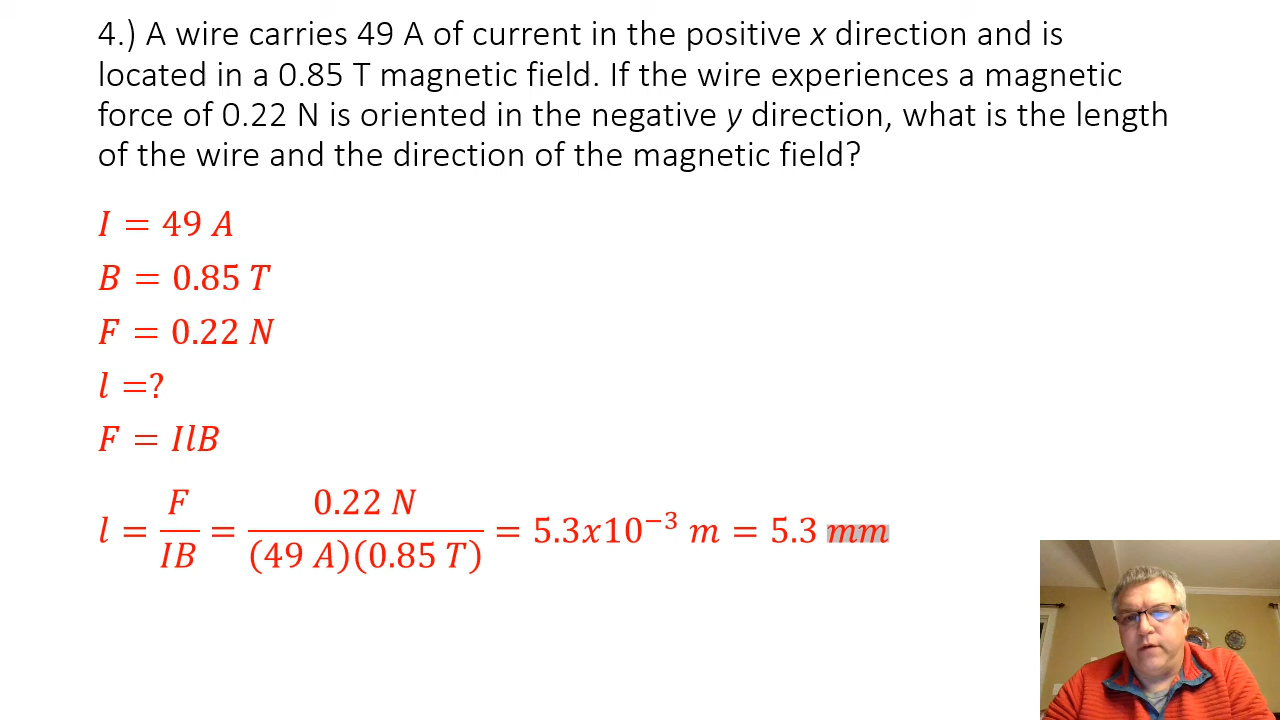 4.) A wire carries 49 A of current in the positive x direction and is
located in a 0.85 T magnetic field. If the wire experiences a magnetic
force of 0.22 N is oriented in the negative y direction, what is the length
of the wire and the direction of the magnetic field?
I = 49 A
B = 0.85 T
F = 0.22 N
l =?
F = IlB
l = F/IB = 0.22 N/(49 A)(0.85 T) = 5.3x10⁻³ m = 5.3 mm